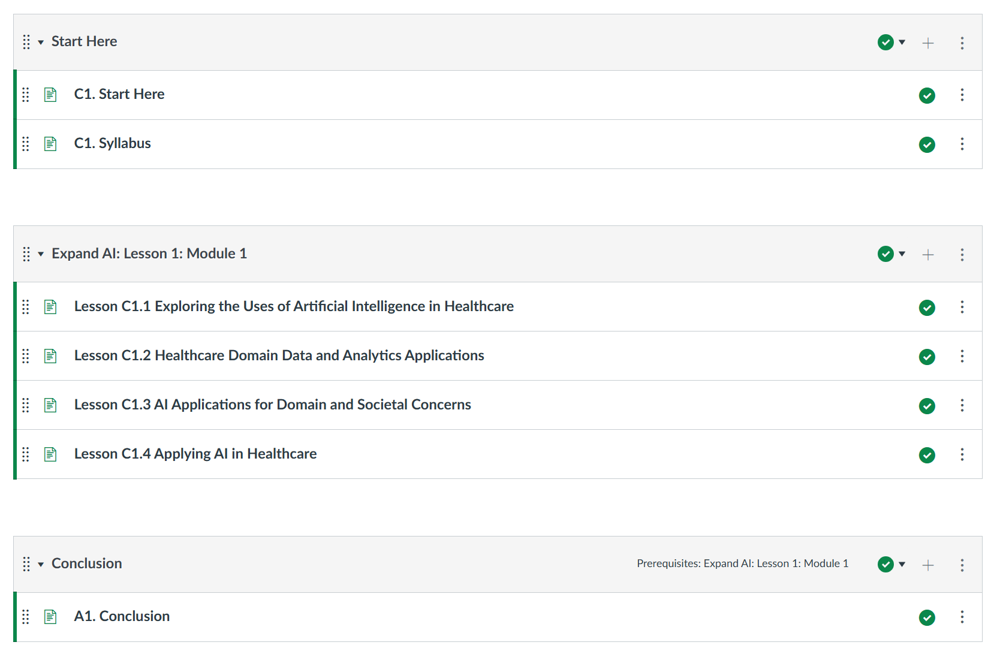 Start Here
C1. Start Here
C1. Syllabus
Expand AI: Lesson 1: Module 1
Lesson C1.1 Exploring the Uses of Artificial Intelligence in Healthcare
Lesson C1.2 Healthcare Domain Data and Analytics Applications
Lesson C1.3 AI Applications for Domain and Societal Concerns
Lesson C1.4 Applying AI in Healthcare
Conclusion
Prerequisites: Expand AI: Lesson 1: Module 1
A1. Conclusion